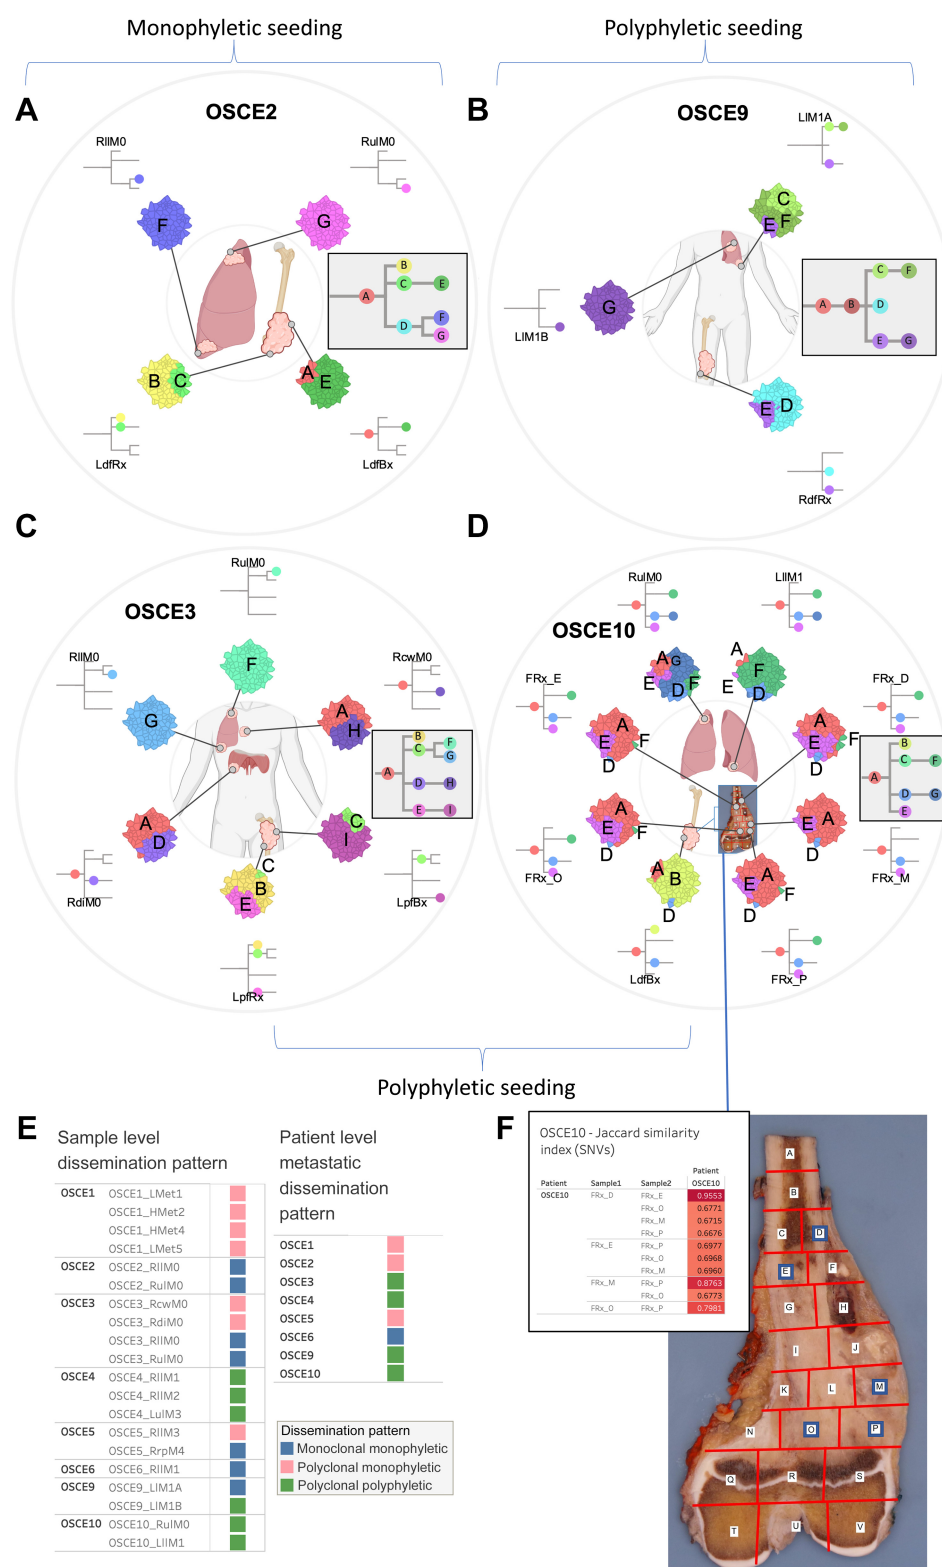 Monophyletic seeding
Polyphyletic seeding
A
OSCE2
RllM0
RulM0
F
G
B
A
C
E
D
F
G
B
C
A
E
LdfRx
LdfBx
B
OSCE9
LlM1A
C
E
F
G
LlM1B
C
F
A
B
D
E
G
E
D
RdfRx
C
OSCE3
RulM0
RllM0
RcwM0
F
G
A
H
B
C
F
G
A
D
H
E
I
A
D
C
I
C
B
E
RdiM0
LpfBx
LpfRx
D
OSCE10
RulM0
LllM1
A
G
E
D
F
A
F
E
D
FRx_E
FRx_D
A
E
F
D
A
E
F
D
B
C
F
A
D
G
E
A
E
F
D
E
A
D
FRx_O
FRx_M
A
B
D
A
E
F
D
LdfBx
FRx_P
Polyphyletic seeding
E
Sample level
dissemination pattern
OSCE1 OSCE1_LMet1
OSCE1_HMet2
OSCE1_HMet4
OSCE1_LMet5
OSCE2 OSCE2_RllM0
OSCE2_RulM0
OSCE3 OSCE3_RcwM0
OSCE3_RdiM0
OSCE3_RllM0
OSCE3_RulM0
OSCE4 OSCE4_RllM1
OSCE4_RllM2
OSCE4_LulM3
OSCE5 OSCE5_RllM3
OSCE5_RrpM4
OSCE6 OSCE6_RllM1
OSCE9 OSCE9_LlM1A
OSCE9_LlM1B
OSCE10 OSCE10_RulM0
OSCE10_LllM1
Patient level
metastatic
dissemination
pattern
OSCE1
OSCE2
OSCE3
OSCE4
OSCE5
OSCE6
OSCE9
OSCE10
Dissemination pattern
Monoclonal monophyletic
Polyclonal monophyletic
Polyclonal polyphyletic
F
OSCE10 - Jaccard similarity
index (SNVs)
Patient
Patient Sample1 Sample2 OSCE10
OSCE10 FRx_D FRx_E 0.9553
FRx_O 0.6771
FRx_M 0.6715
FRx_P 0.6676
FRx_E FRx_P 0.6977
FRx_O 0.6968
FRx_M 0.6960
FRx_M FRx_P 0.8763
FRx_O 0.6773
FRx_O FRx_P 0.7981
A
B
C
D
E
F
G
H
I
J
K
L
M
N
O
P
Q
R
S
T
U
V